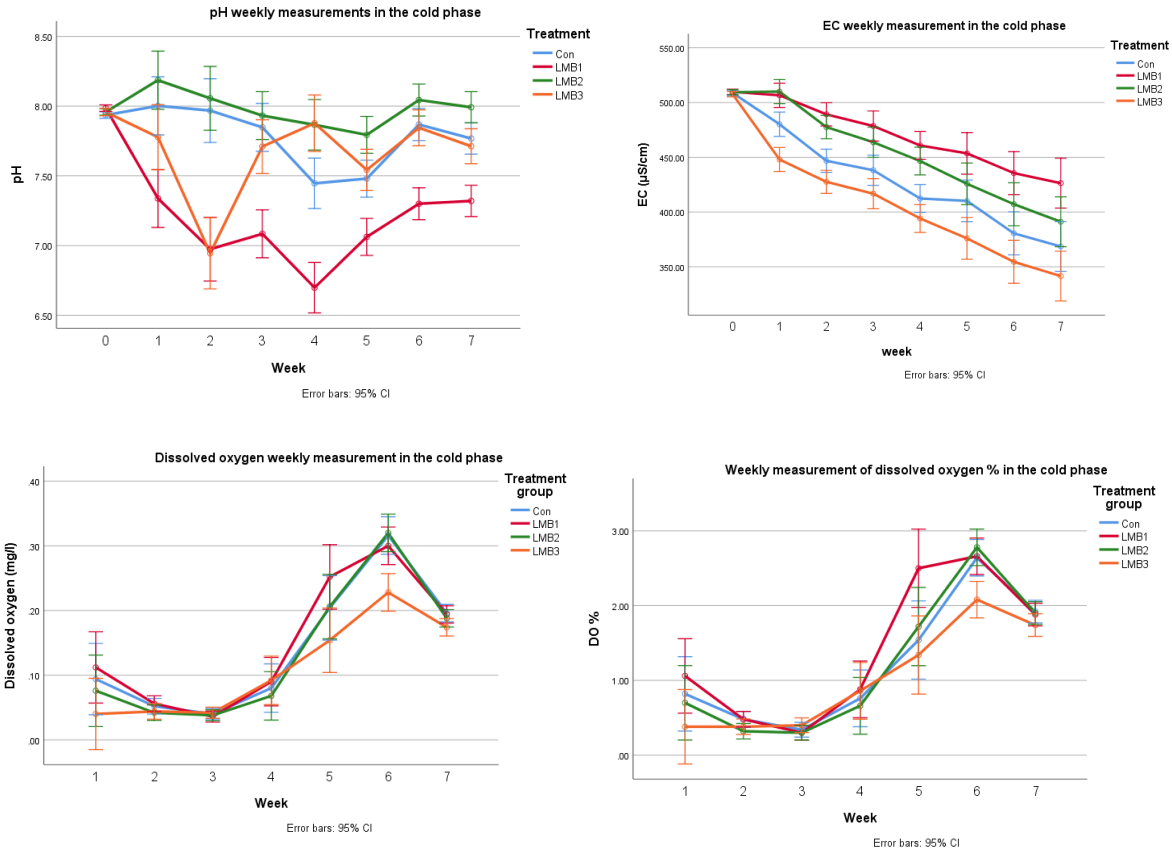 pH weekly measurements in the cold phase
Treatment
Con
LMB1
LMB2
LMB3
8.50
8.00
7.50
7.00
6.50
pH
0 1 2 3 4 5 6 7
Week
Error bars: 95% CI
EC weekly measurement in the cold phase
Treatment
Con
LMB1
LMB2
LMB3
550.00
500.00
450.00
400.00
350.00
EC (µS/cm)
0 1 2 3 4 5 6 7
week
Error bars: 95% CI
Dissolved oxygen weekly measurement in the cold phase
Treatment
group
Con
LMB1
LMB2
LMB3
.40
.30
.20
.10
.00
Dissolved oxygen (mg/l)
1 2 3 4 5 6 7
Week
Error bars: 95% CI
Weekly measurement of dissolved oxygen % in the cold phase
Treatment
group
Con
LMB1
LMB2
LMB3
3.00
2.00
1.00
.00
DO %
1 2 3 4 5 6 7
Week
Error bars: 95% CI